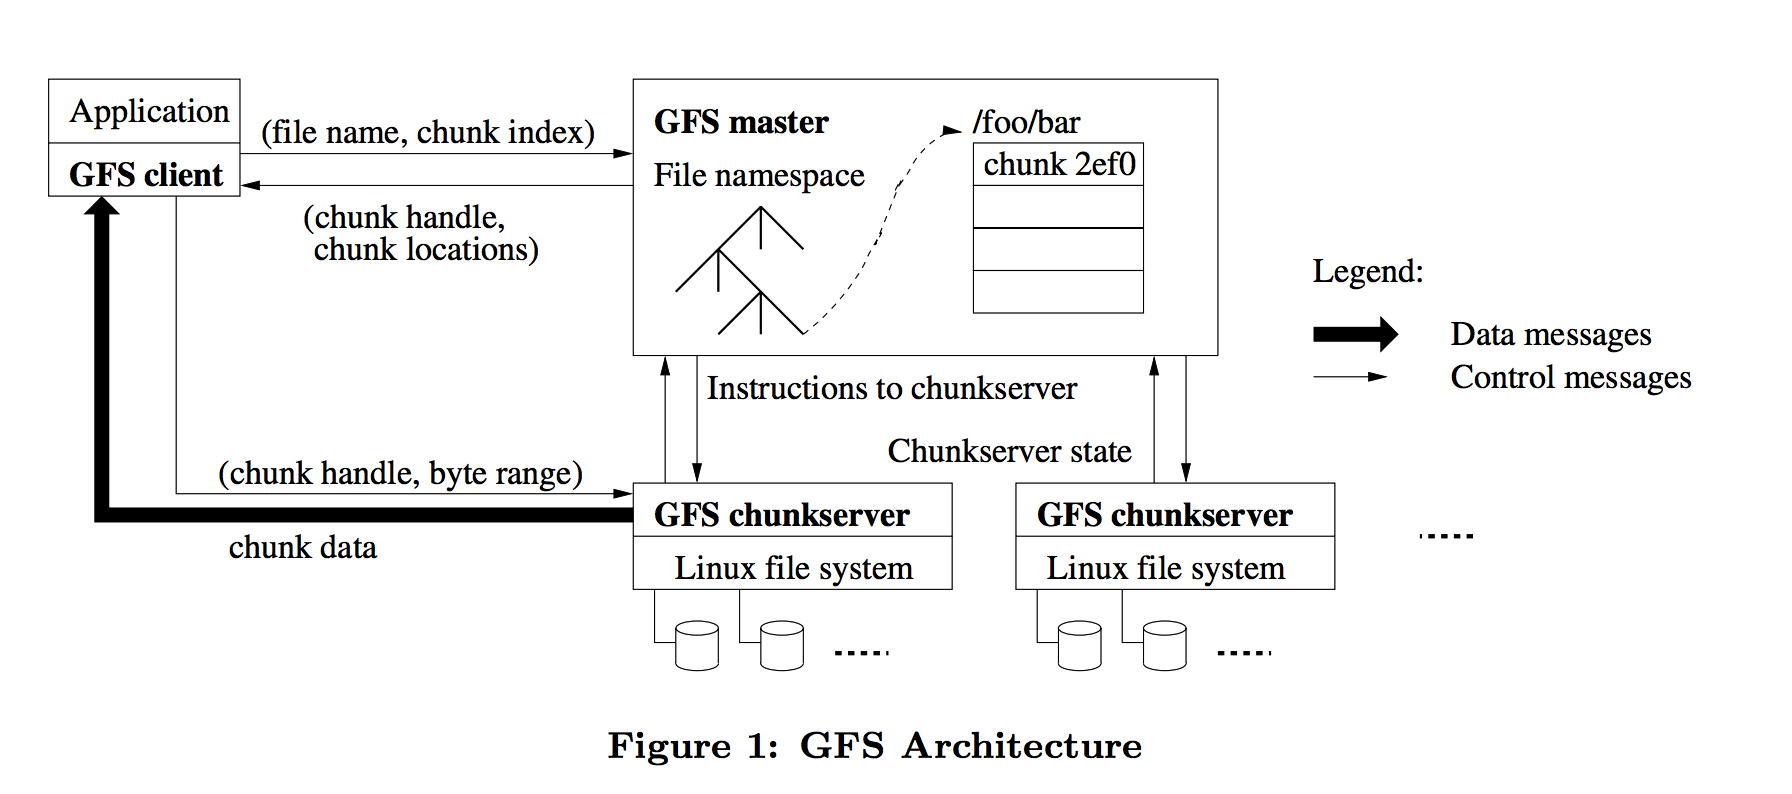 Application
GFS client
(file name, chunk index)
(chunk handle,
chunk locations)
GFS master
File namespace
/foo/bar
chunk 2ef0
Legend:
Data messages
Control messages
Instructions to chunkserver
Chunkserver state
(chunk handle, byte range)
chunk data
GFS chunkserver
Linux file system
GFS chunkserver
Linux file system
Figure 1: GFS Architecture